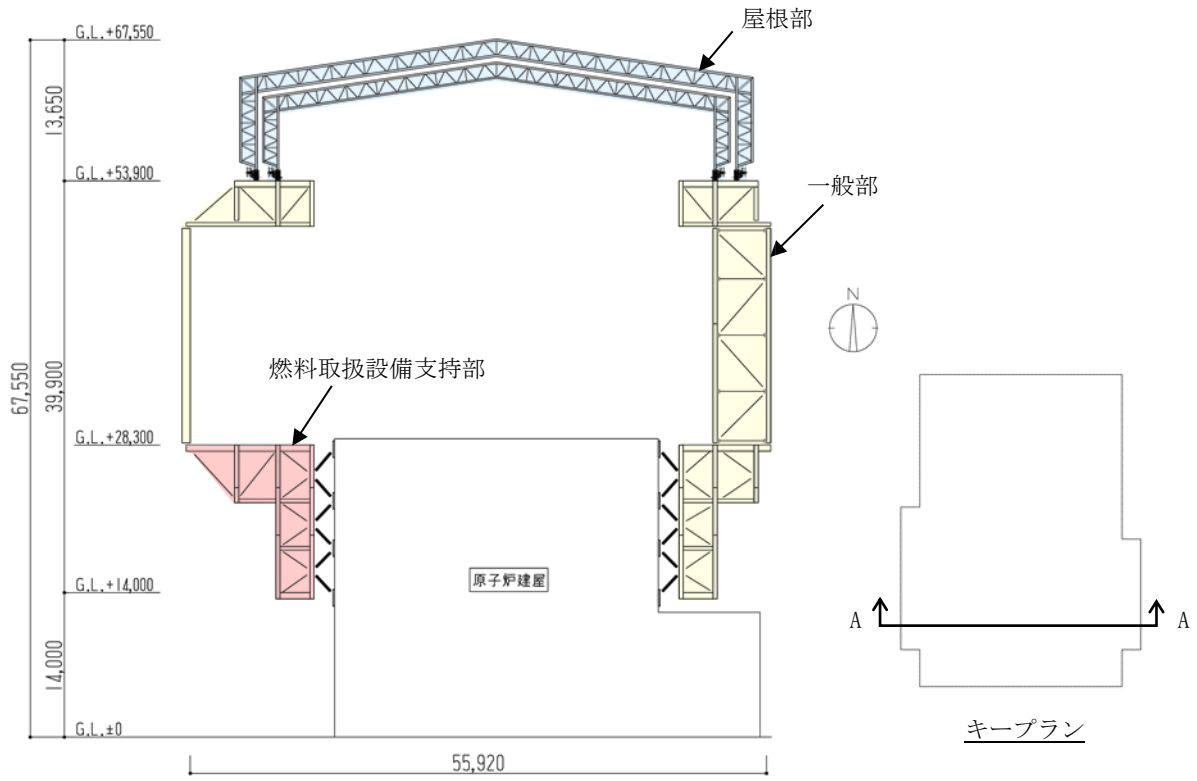 G.L.+67,550
屋根部
13,650
G.L.+53,900
一般部
N
67,550
39,900
燃料取扱設備支持部
G.L.+28,300
原子炉建屋
G.L.+14,000
A
A
14,000
G.L.±0
キープラン
55,920